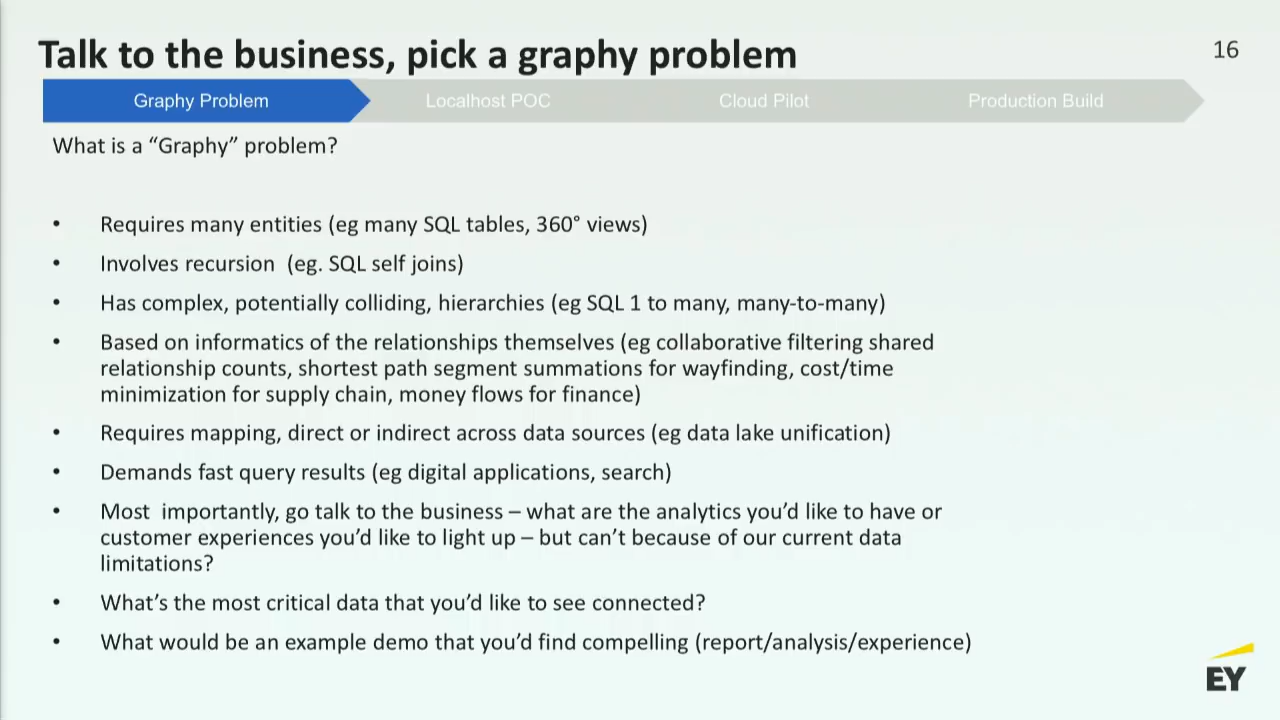 Talk to the business, pick a graphy problem
16
Graphy Problem
Localhost POC
Cloud Pilot
Production Build
What is a “Graphy” problem?
• Requires many entities (eg many SQL tables, 360° views)
• Involves recursion (eg. SQL self joins)
• Has complex, potentially colliding, hierarchies (eg SQL 1 to many, many-to-many)
• Based on informatics of the relationships themselves (eg collaborative filtering shared
relationship counts, shortest path segment summations for wayfinding, cost/time
minimization for supply chain, money flows for finance)
• Requires mapping, direct or indirect across data sources (eg data lake unification)
• Demands fast query results (eg digital applications, search)
• Most importantly, go talk to the business – what are the analytics you’d like to have or
customer experiences you’d like to light up – but can’t because of our current data
limitations?
• What’s the most critical data that you’d like to see connected?
• What would be an example demo that you’d find compelling (report/analysis/experience)
EY